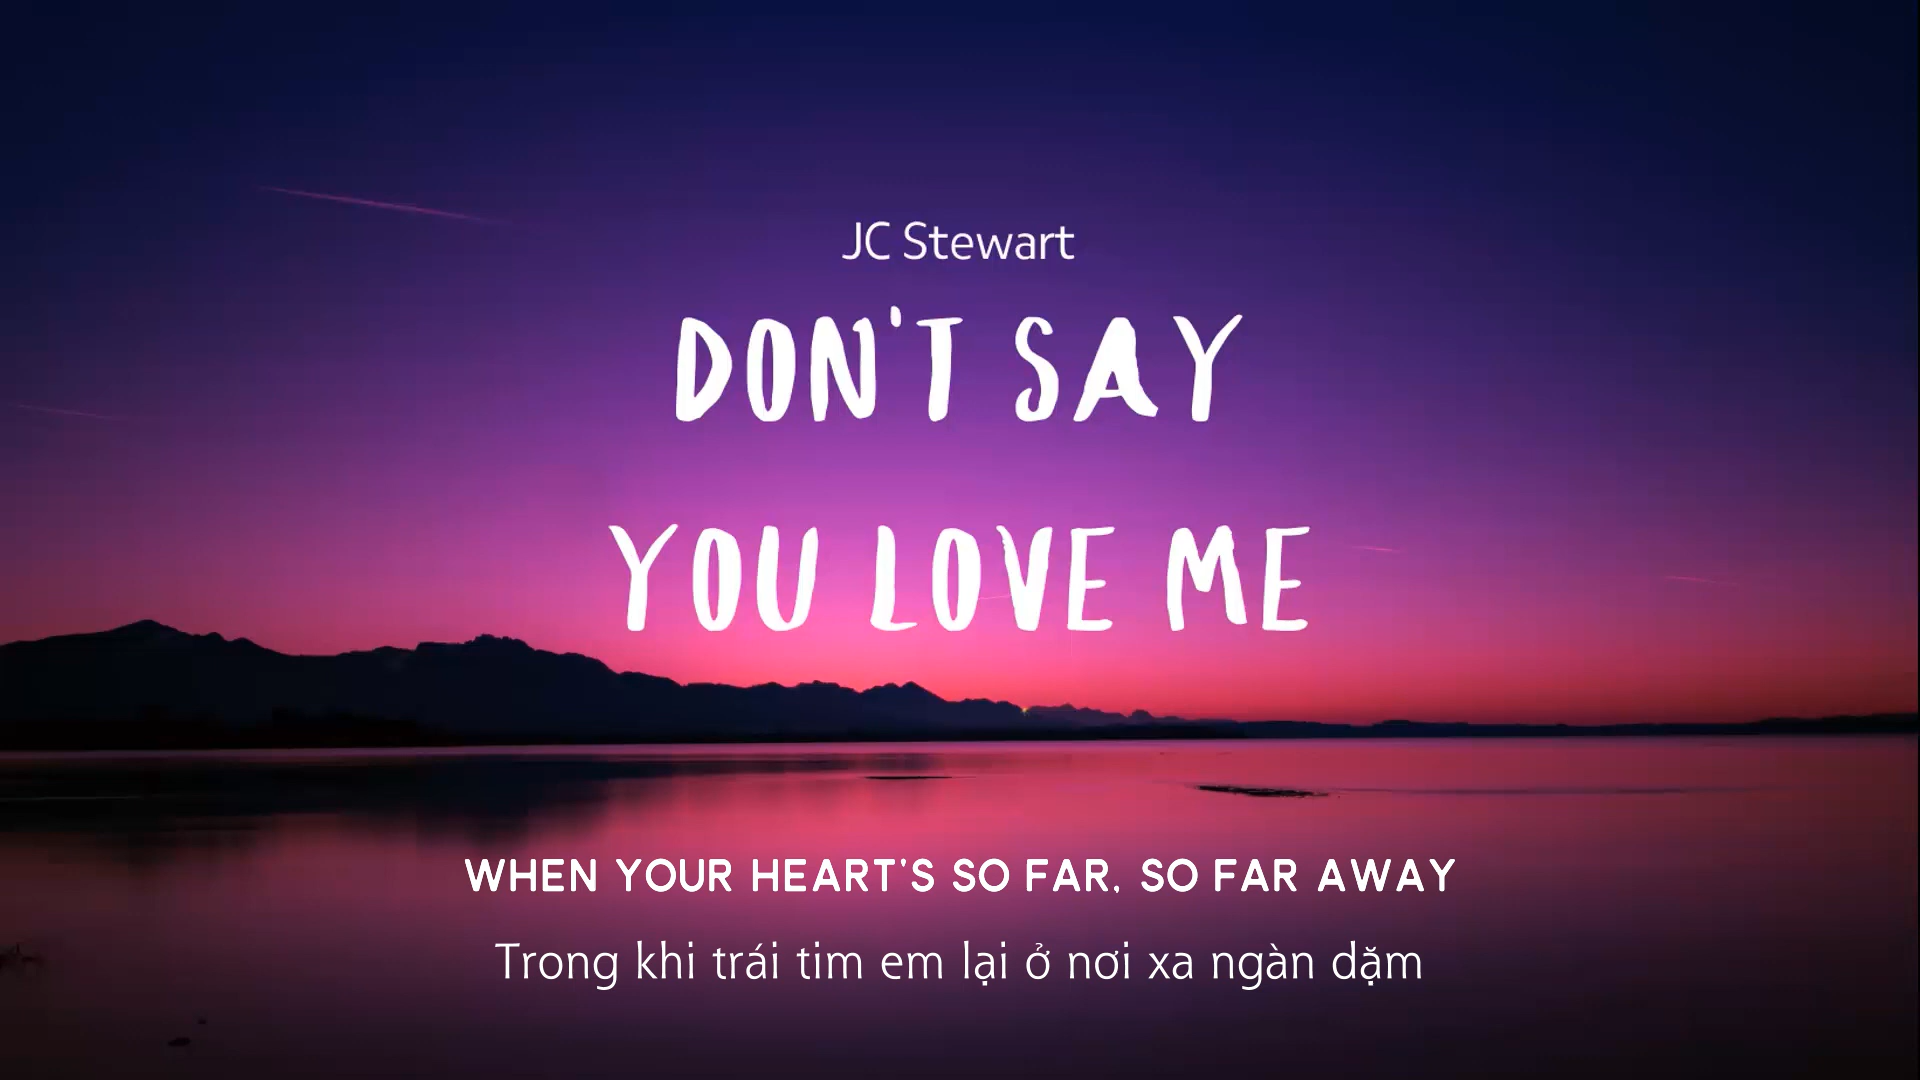 JC Stewart
DON'T SAY
YOU LOVE ME
WHEN YOUR HEART'S SO FAR, SO FAR AWAY
Trong khi trái tim em lại ở nơi xa ngàn dặm